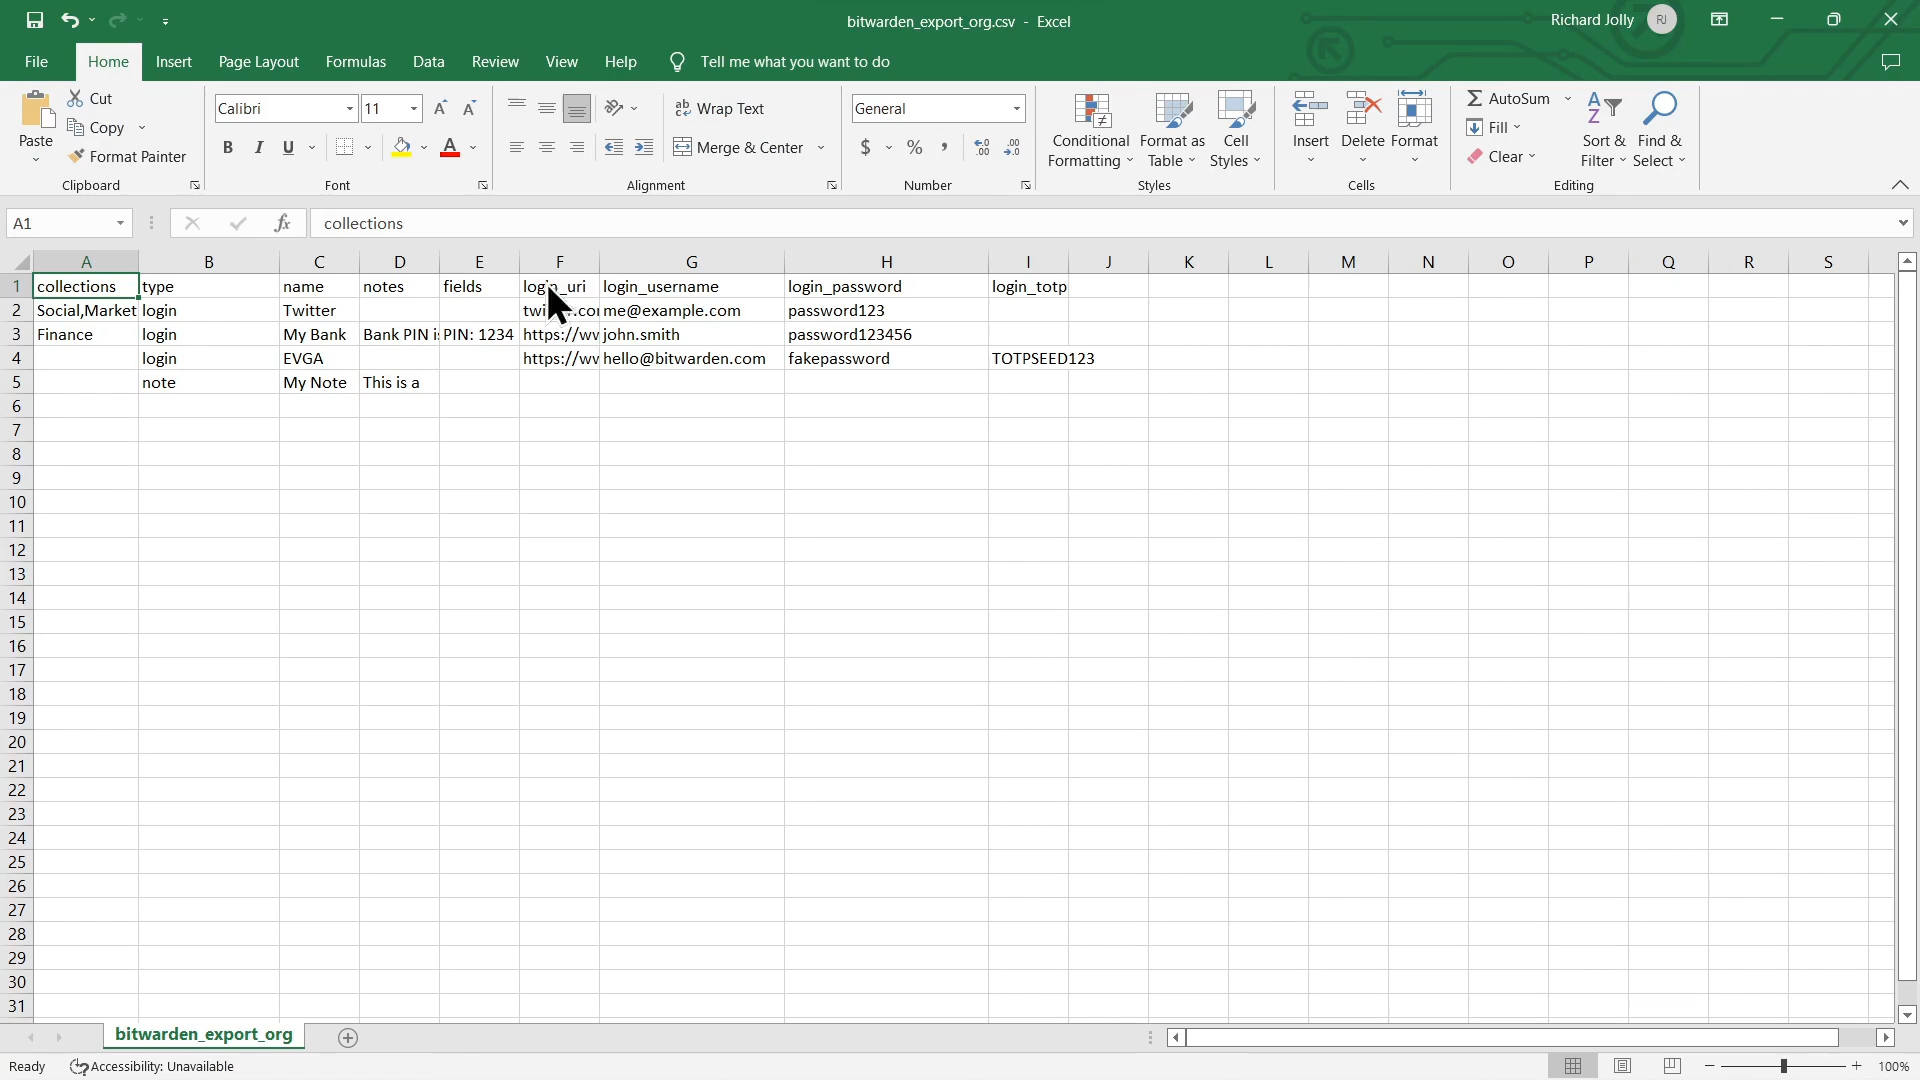 bitwarden_export_org.csv - Excel
Richard Jolly RJ
File Home Insert Page Layout Formulas Data Review View Help Tell me what you want to do
Paste
Cut
Copy
Format Painter
Clipboard
Calibri 11
B I U
Font
Wrap Text
Merge & Center
Alignment
General
$ % ,
Number
Conditional Formatting
Format as Table
Cell Styles
Styles
Insert
Delete
Format
Cells
AutoSum
Fill
Clear
Sort & Filter
Find & Select
Editing
A1 fx collections
A B C D E F G H I J K L M N O P Q R S
1 collections type name notes fields login_uri login_username login_password login_totp
2 Social,Market login Twitter me@example.com password123
3 Finance login My Bank Bank PIN PIN: 1234 https:// john.smith password123456
4 login EVGA https:// hello@bitwarden.com fakepassword TOTPSEED123
5 note My Note This is a
6
7
8
9
10
11
12
13
14
15
16
17
18
19
20
21
22
23
24
25
26
27
28
29
30
31
bitwarden_export_org
Ready Accessibility: Unavailable 100%